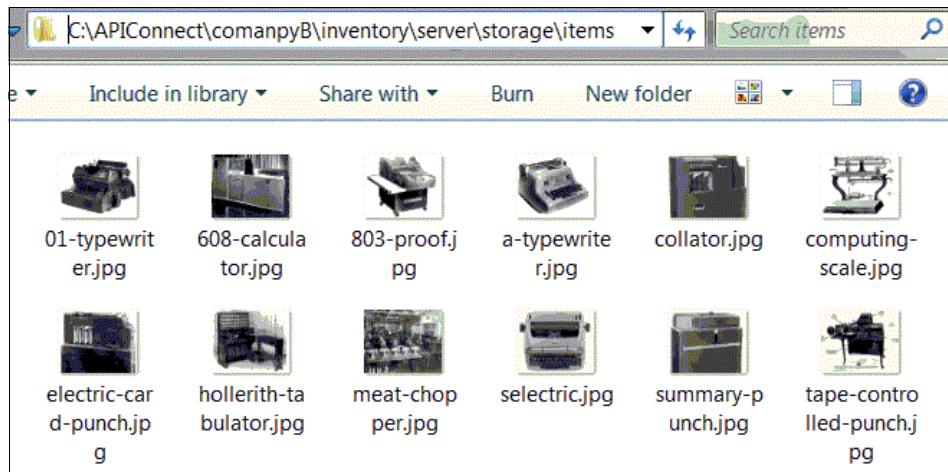 C:\APIConnect\comanpyB\inventory\server\storage\items
Search items
e
Include in library
Share with
Burn
New folder
01-typewrit
er.jpg
608-calcula
tor.jpg
803-proof.j
pg
a-typewrite
r.jpg
collator.jpg
computing-
scale.jpg
electric-car
d-punch.jp
g
hollerith-ta
bulator.jpg
meat-chop
per.jpg
selectric.jpg
summary-p
unch.jpg
tape-contro
lled-punch.j
pg